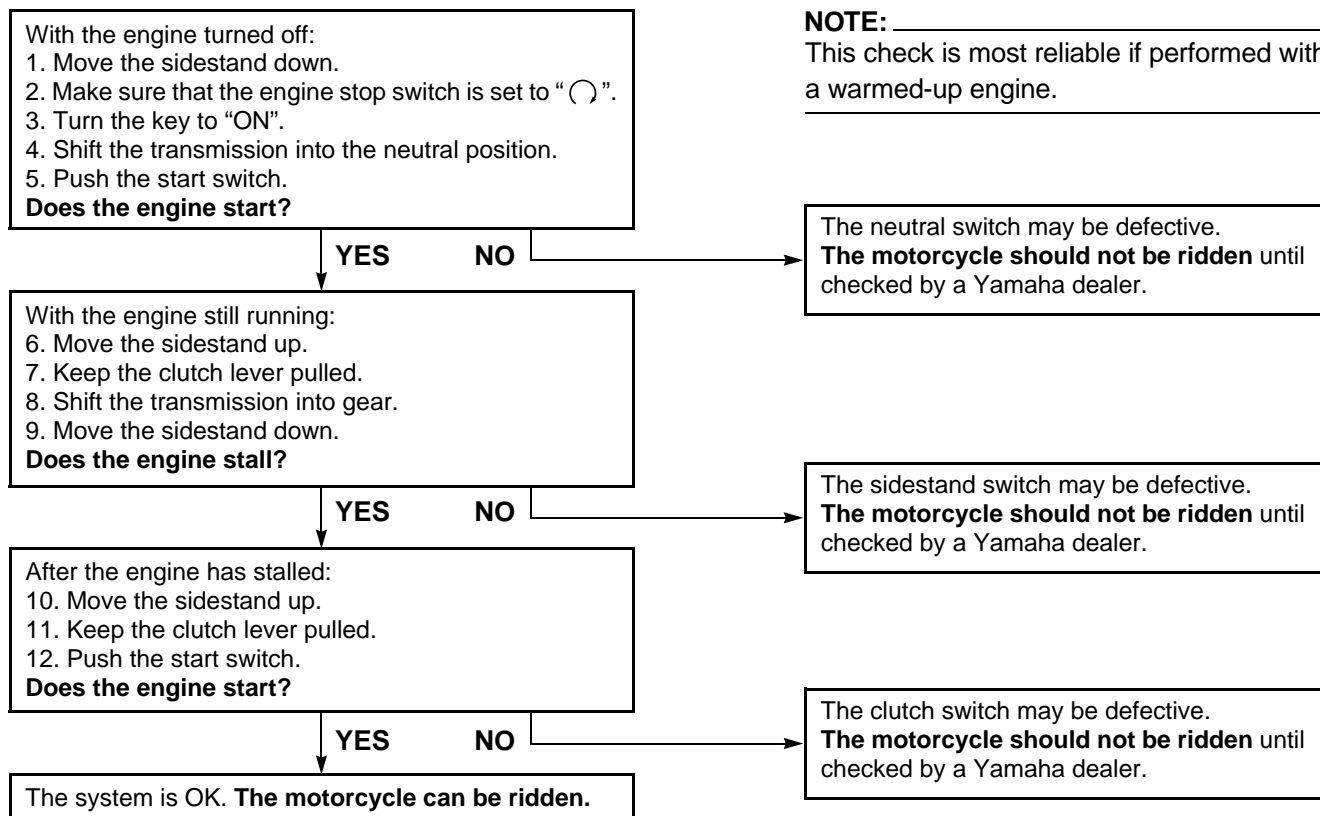 With the engine turned off:
1. Move the sidestand down.
2. Make sure that the engine stop switch is set to “ ”.
3. Turn the key to “ON”.
4. Shift the transmission into the neutral position.
5. Push the start switch.
Does the engine start?
NOTE:
This check is most reliable if performed with
a warmed-up engine.
YES NO
The neutral switch may be defective.
The motorcycle should not be ridden until
checked by a Yamaha dealer.
With the engine still running:
6. Move the sidestand up.
7. Keep the clutch lever pulled.
8. Shift the transmission into gear.
9. Move the sidestand down.
Does the engine stall?
YES NO
The sidestand switch may be defective.
The motorcycle should not be ridden until
checked by a Yamaha dealer.
After the engine has stalled:
10. Move the sidestand up.
11. Keep the clutch lever pulled.
12. Push the start switch.
Does the engine start?
YES NO
The clutch switch may be defective.
The motorcycle should not be ridden until
checked by a Yamaha dealer.
The system is OK. The motorcycle can be ridden.